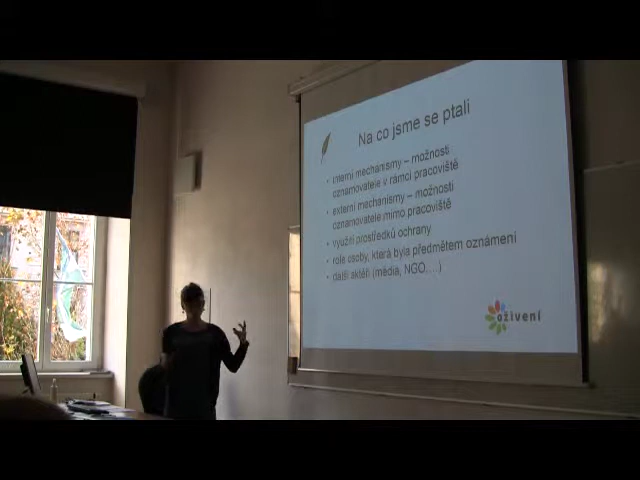 Na co jsme se ptali
• interní mechanismy – možnosti
oznamovatele v rámci pracoviště
• externí mechanismy – možnosti
oznamovatele mimo pracoviště
• využití prostředků ochrany
• role osoby, která byla předmětem oznámení
• další aktéři (média, NGO….)
oživení